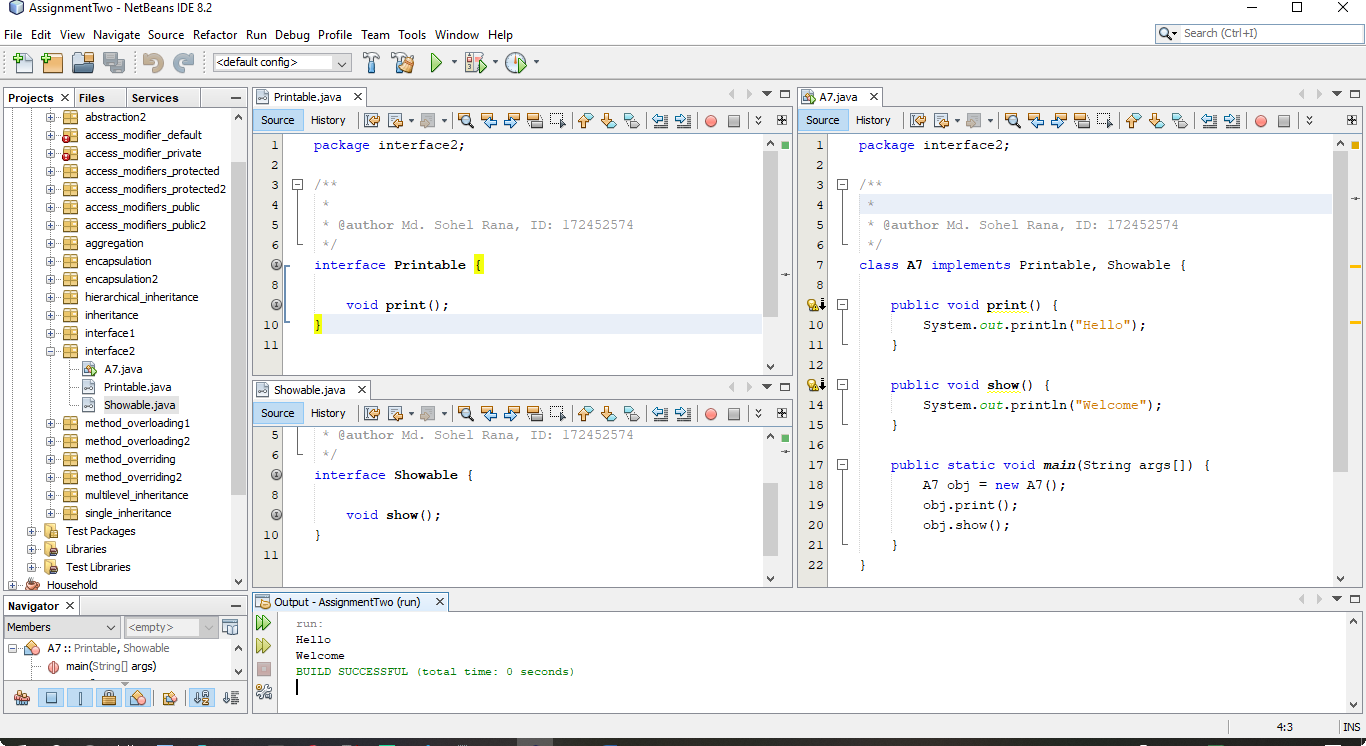 AssignmentTwo - NetBeans IDE 8.2
File Edit View Navigate Source Refactor Run Debug Profile Team Tools Window Help
Search (Ctrl+I)
<default config>
Projects Files Services
abstraction2
access_modifier_default
access_modifier_private
access_modifiers_protected
access_modifiers_protected2
access_modifiers_public
access_modifiers_public2
aggregation
encapsulation
encapsulation2
hierarchical_inheritance
inheritance
interface1
interface2
A7.java
Printable.java
Showable.java
method_overloading1
method_overloading2
method_overriding
method_overriding2
multilevel_inheritance
single_inheritance
Test Packages
Libraries
Test Libraries
Household
Navigator
Members <empty>
A7 :: Printable, Showable
main(String[] args)
Printable.java
Source History
1 package interface2;
2
3 /**
4 *
5 * @author Md. Sohel Rana, ID: 172452574
6 */
interface Printable {
8
void print();
10 }
11
Showable.java
Source History
5 * @author Md. Sohel Rana, ID: 172452574
6 */
interface Showable {
8
void show();
10 }
11
A7.java
Source History
1 package interface2;
2
3 /**
4 *
5 * @author Md. Sohel Rana, ID: 172452574
6 */
7 class A7 implements Printable, Showable {
8
public void print() {
10 System.out.println("Hello");
11 }
12
public void show() {
14 System.out.println("Welcome");
15 }
16
17 public static void main(String args[]) {
18 A7 obj = new A7();
19 obj.print();
20 obj.show();
21 }
22 }
Output - AssignmentTwo (run)
run:
Hello
Welcome
BUILD SUCCESSFUL (total time: 0 seconds)
4:3 INS